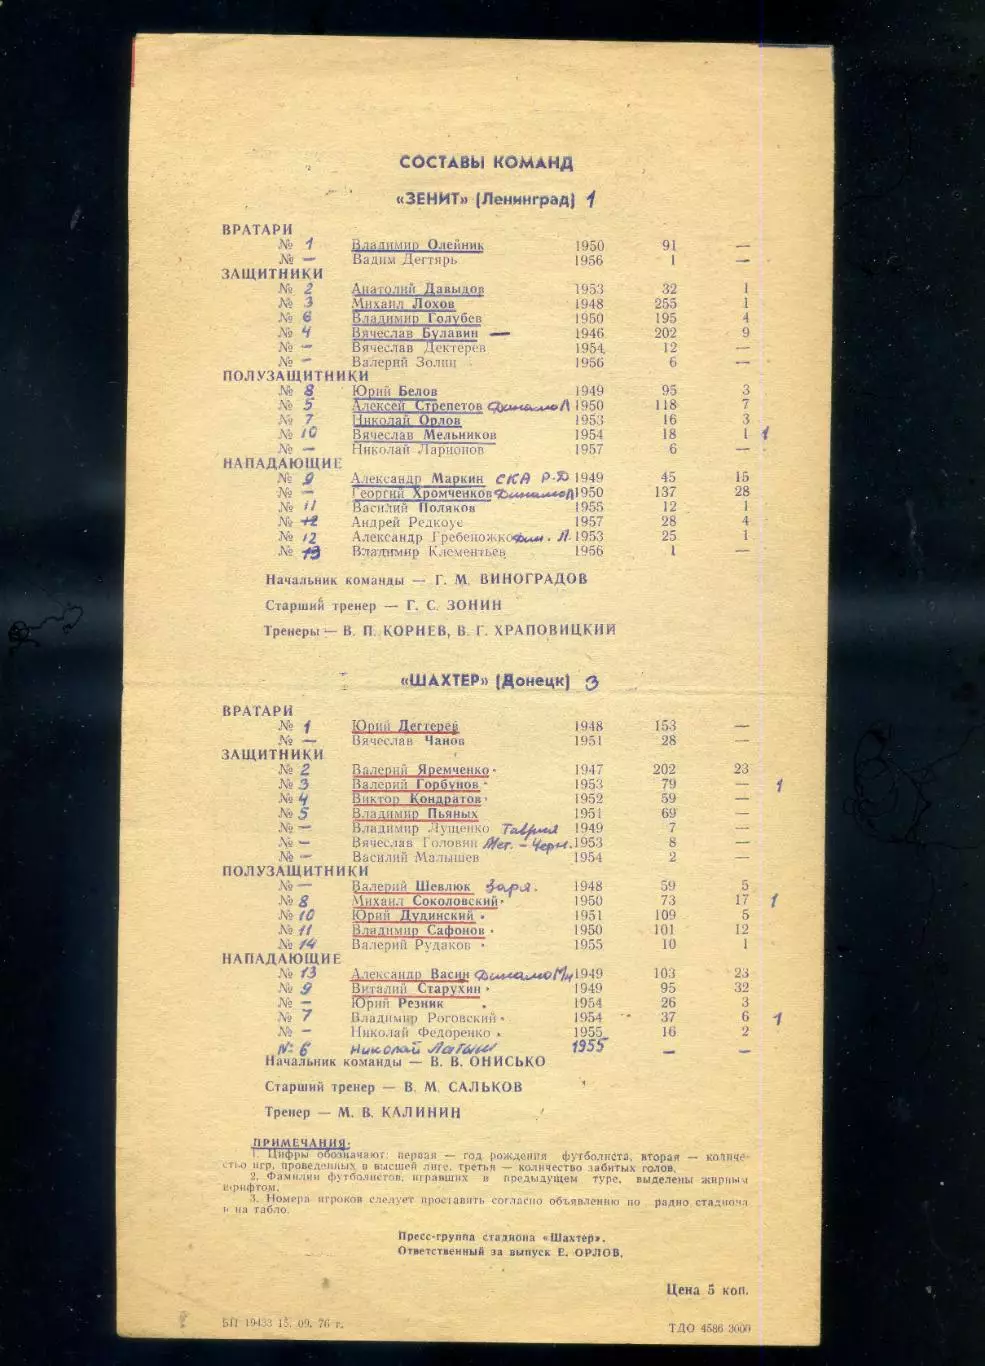 СОСТАВЫ КОМАНД
«ЗЕНИТ» (Ленинград) 1
ВРАТАРИ
№ 1 Владимир Олейник 1950 91 —
№ — Вадим Дегтярь 1956 1 —
ЗАЩИТНИКИ
№ 2 Анатолий Давыдов 1953 32 1
№ 3 Михаил Лохов 1948 255 1
№ 6 Владимир Голубев 1950 195 4
№ 4 Вячеслав Булавин — 1946 202 9
№ — Вячеслав Дектерев 1954 12 —
№ — Валерий Золин 1956 6 —
ПОЛУЗАЩИТНИКИ
№ 8 Юрий Белов 1949 95 3
№ 5 Алексей Стрепетов Динамо Л 1950 118 7
№ 7 Николай Орлов 1953 16 3
№ 10 Вячеслав Мельников 1954 18 1 1
№ — Николай Ларионов 1957 6 —
НАПАДАЮЩИЕ
№ 9 Александр Маркин СКА Р-Д 1949 45 15
№ — Георгий Хромченков Динамо Л 1950 137 28
№ 11 Василий Поляков 1955 12 1
№ 12 Андрей Редкоус 1957 28 4
№ 12 Александр Гребеножко Дин. Л. 1953 25 1
№ 13 Владимир Клементьев 1956 1 —
Начальник команды — Г. М. ВИНОГРАДОВ
Старший тренер — Г. С. ЗОНИН
Тренеры — В. П. КОРНЕВ, В. Г. ХРАПОВИЦКИЙ
«ШАХТЕР» (Донецк) 3
ВРАТАРИ
№ 1 Юрий Дегтерев 1948 153 —
№ — Вячеслав Чанов 1951 28 —
ЗАЩИТНИКИ
№ 2 Валерий Яремченко 1947 202 23
№ 3 Валерий Горбунов 1953 79 — 1
№ 4 Виктор Кондратов 1952 59 —
№ 5 Владимир Пьяных 1951 69 —
№ — Владимир Лущенко Таврия 1949 7 —
№ — Вячеслав Головин Мет. - Черн. 1953 8 —
№ — Василий Малышев 1954 2 —
ПОЛУЗАЩИТНИКИ
№ — Валерий Шевлюк Заря. 1948 59 5
№ 8 Михаил Соколовский 1950 73 17 1
№ 10 Юрий Дудинский 1951 109 5
№ 11 Владимир Сафонов 1950 101 12
№ 14 Валерий Рудаков 1955 10 1
НАПАДАЮЩИЕ
№ 13 Александр Васин Динамо Мн 1949 103 23
№ 9 Виталий Старухин 1949 95 32
№ — Юрий Резник 1954 26 3
№ 7 Владимир Роговский 1954 37 6 1
№ — Николай Федоренко 1955 16 2
№ 6 Николай Латыш 1955 — —
Начальник команды — В. В. ОНИСЬКО
Старший тренер — В. М. САЛЬКОВ
Тренер — М. В. КАЛИНИН
ПРИМЕЧАНИЯ:
1. Цифры обозначают: первая — год рождения футболиста, вторая — количе-
ство игр, проведенных в высшей лиге, третья — количество забитых голов.
2. Фамилии футболистов, игравших в предыдущем туре, выделены жирным
шрифтом.
3. Номера игроков следует проставить согласно объявлению по радио стадиона
и на табло.
Пресс-группа стадиона «Шахтер».
Ответственный за выпуск Е. ОРЛОВ.
Цена 5 коп.
БП 19433 15. 09. 76 г.
ТДО 4586 3000